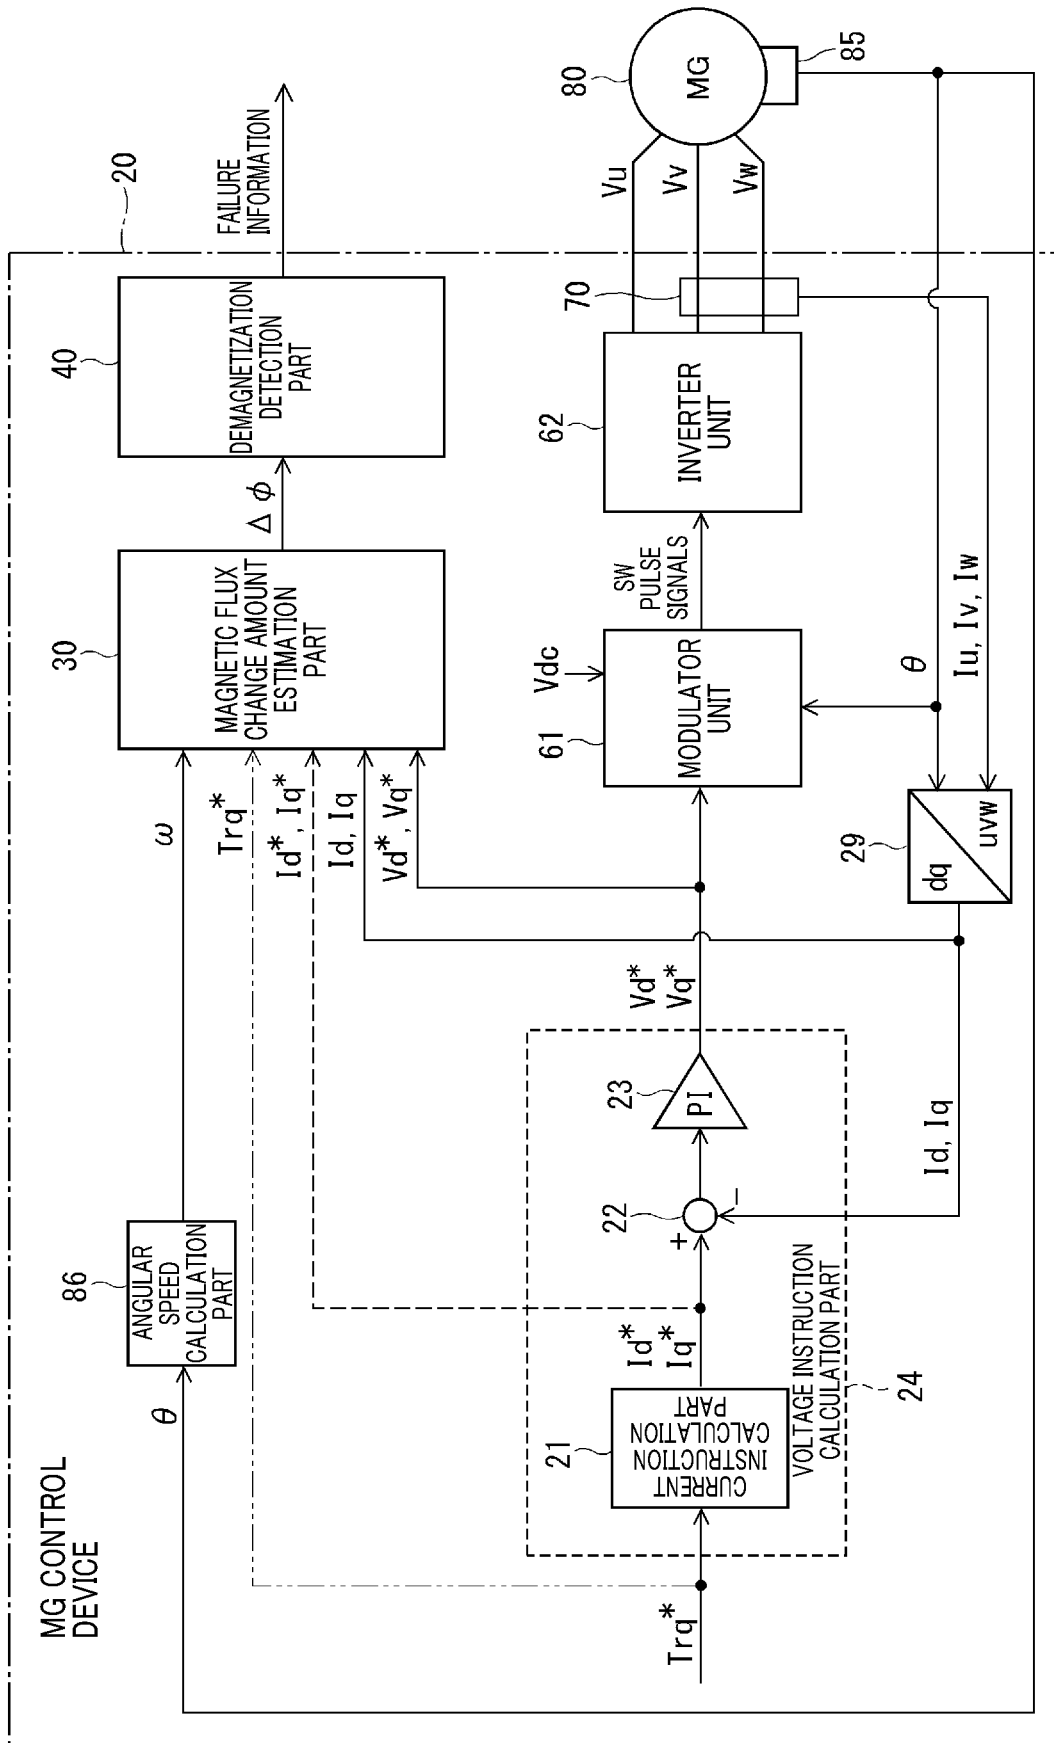 MG CONTROL
DEVICE
20
θ
86
ANGULAR
SPEED
CALCULATION
PART
ω
Trq*
Id*, Iq*
Id, Iq
Vd*, Vq*
30
MAGNETIC FLUX
CHANGE AMOUNT
ESTIMATION
PART
Δφ
40
DEMAGNETIZATION
DETECTION
PART
FAILURE
INFORMATION
Trq*
21
CURRENT
INSTRUCTION
CALCULATION
PART
Id*
Iq*
22
+
−
23
PI
VOLTAGE INSTRUCTION
CALCULATION PART
24
Vd*
Vq*
Vdc
61
MODULATOR
UNIT
SW
PULSE
SIGNALS
62
INVERTER
UNIT
70
Vu
Vv
Vw
80
MG
85
Id, Iq
29
dq
uvw
θ
Iu, Iv, Iw